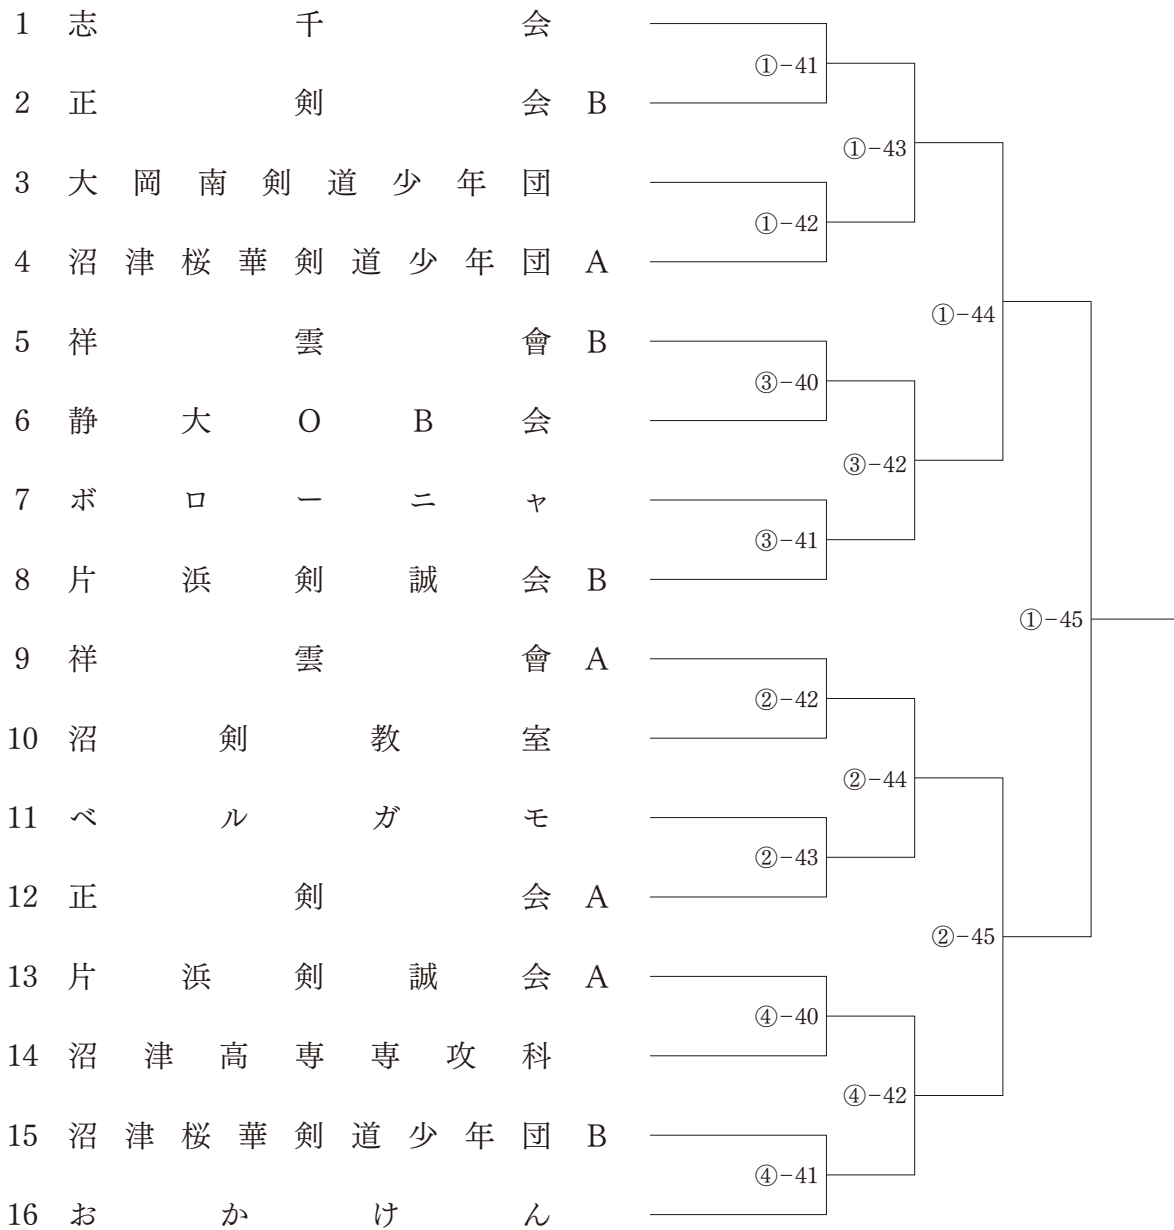 1 志千会
①-41
2 正剣会 B
①-43
3 大岡南剣道少年団
①-42
4 沼津桜華剣道少年団 A
①-44
5 祥雲會 B
③-40
6 静大OB会
③-42
7 ボローニャ
③-41
8 片浜剣誠会 B
①-45
9 祥雲會 A
②-42
10 沼剣教室
②-44
11 ベルガモ
②-43
12 正剣会 A
②-45
13 片浜剣誠会 A
④-40
14 沼津高専専攻科
④-42
15 沼津桜華剣道少年団 B
④-41
16 おかけん